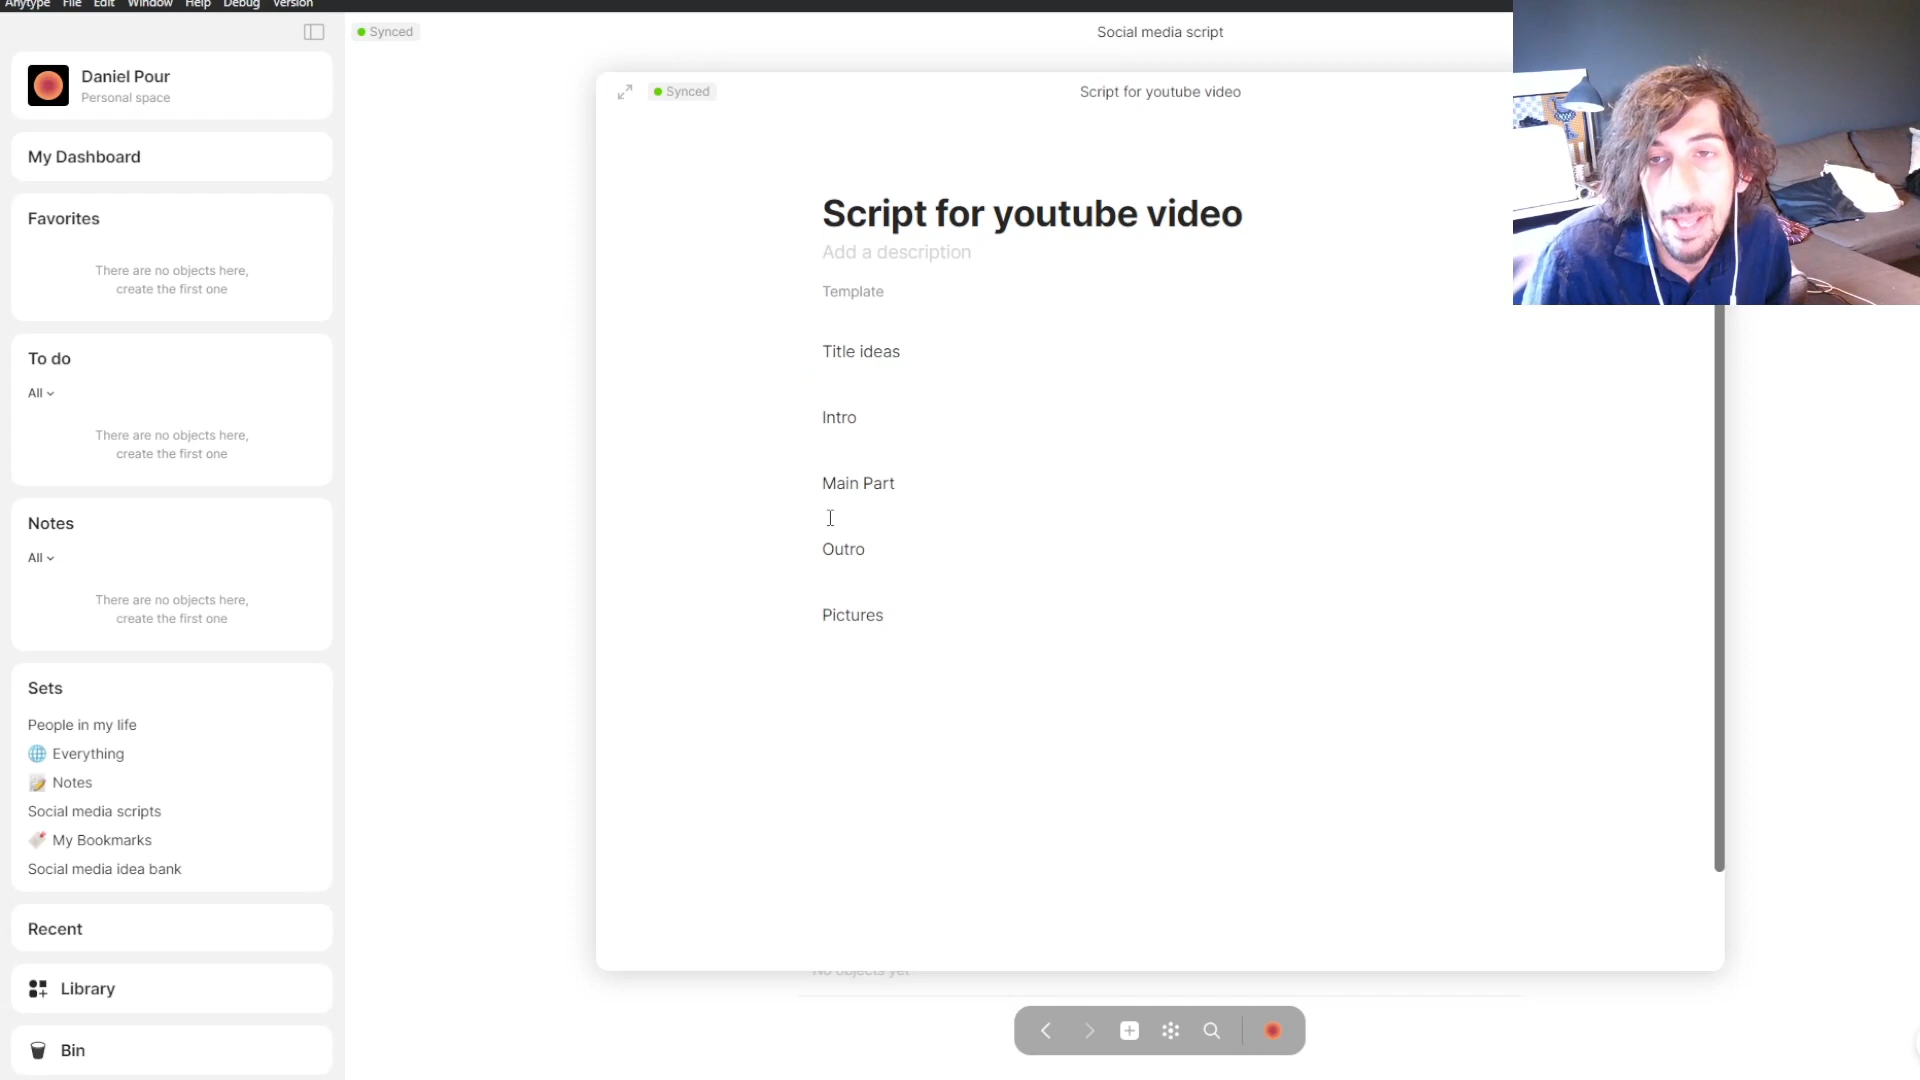 Anytype File Edit Window Help Debug Version
Synced
Social media script
Daniel Pour
Personal space
My Dashboard
Favorites
There are no objects here,
create the first one
To do
All
There are no objects here,
create the first one
Notes
All
There are no objects here,
create the first one
Sets
People in my life
Everything
Notes
Social media scripts
My Bookmarks
Social media idea bank
Recent
Library
Bin
Synced
Script for youtube video
Script for youtube video
Add a description
Template
Title ideas
Intro
Main Part
Outro
Pictures
No objects yet